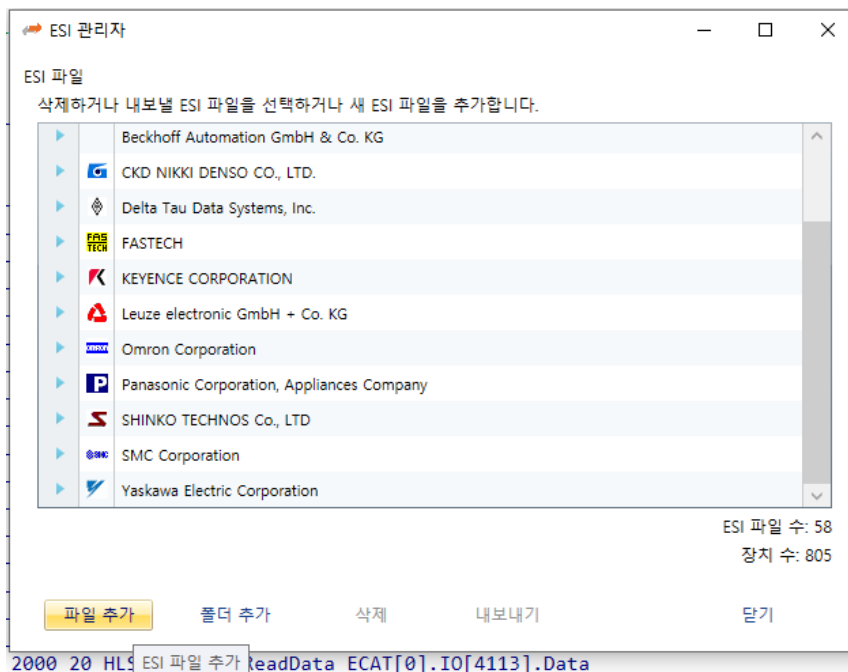 ESI 관리자
ESI 파일
삭제하거나 내보낼 ESI 파일을 선택하거나 새 ESI 파일을 추가합니다.
Beckhoff Automation GmbH & Co. KG
CKD NIKKI DENSO CO., LTD.
Delta Tau Data Systems, Inc.
FAS
TECH
FASTECH
KEYENCE CORPORATION
Leuze electronic GmbH + Co. KG
omron
Omron Corporation
P
Panasonic Corporation, Appliances Company
SHINKO TECHNOS Co., LTD
SMC
SMC Corporation
Yaskawa Electric Corporation
ESI 파일 수: 58
장치 수: 805
파일 추가 폴더 추가 삭제 내보내기 닫기
ESI 파일 추가
2000 20 ReadData ECAT[0].IO[4113].Data